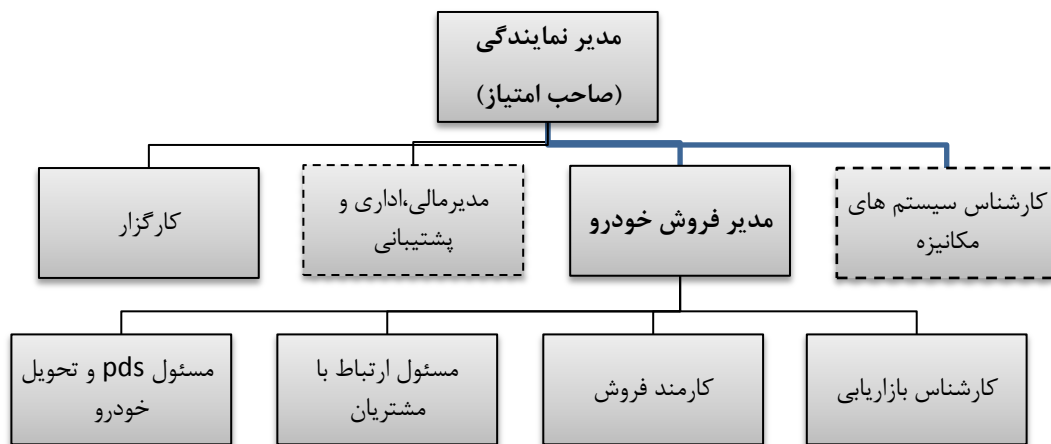 مدیر نمایندگی
(صاحب امتیاز)
کارشناس سیستم های
مکانیزه
مدیر فروش خودرو
مدیرمالی،اداری و
پشتیبانی
کارگزار
کارشناس بازاریابی
کارمند فروش
مسئول ارتباط با
مشتریان
مسئول pds و تحویل
خودرو